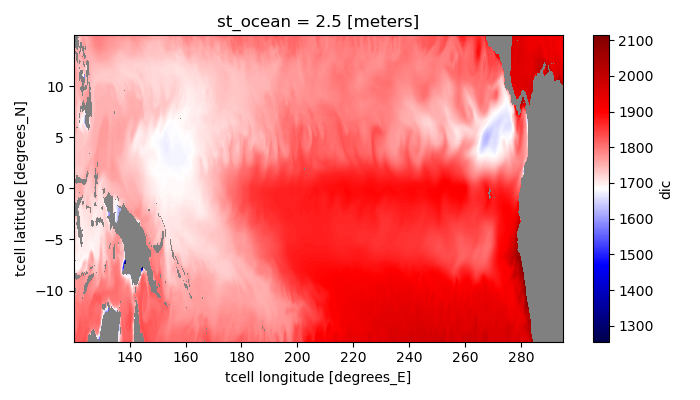 st_ocean = 2.5 [meters]
tcell latitude [degrees_N]
10
5
0
−5
−10
140 160 180 200 220 240 260 280
tcell longitude [degrees_E]
2100
2000
1900
1800
1700
1600
1500
1400
1300
dic